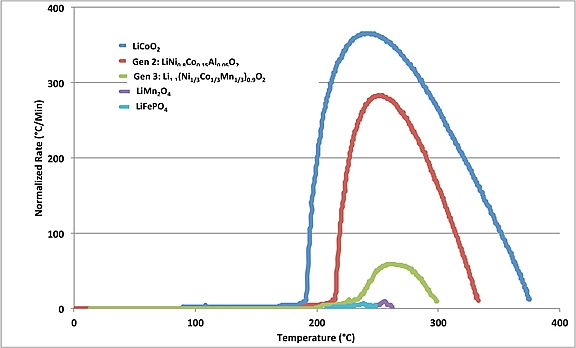 400
300
200
100
0
Normalized Rate (°C/Min)
LiCoO₂
Gen 2: LiNi₀.₈Co₀.₁₅Al₀.₀₅O₂
Gen 3: Li₁.₁(Ni₁/₃Co₁/₃Mn₁/₃)₀.₉O₂
LiMn₂O₄
LiFePO₄
0 100 200 300 400
Temperature (°C)